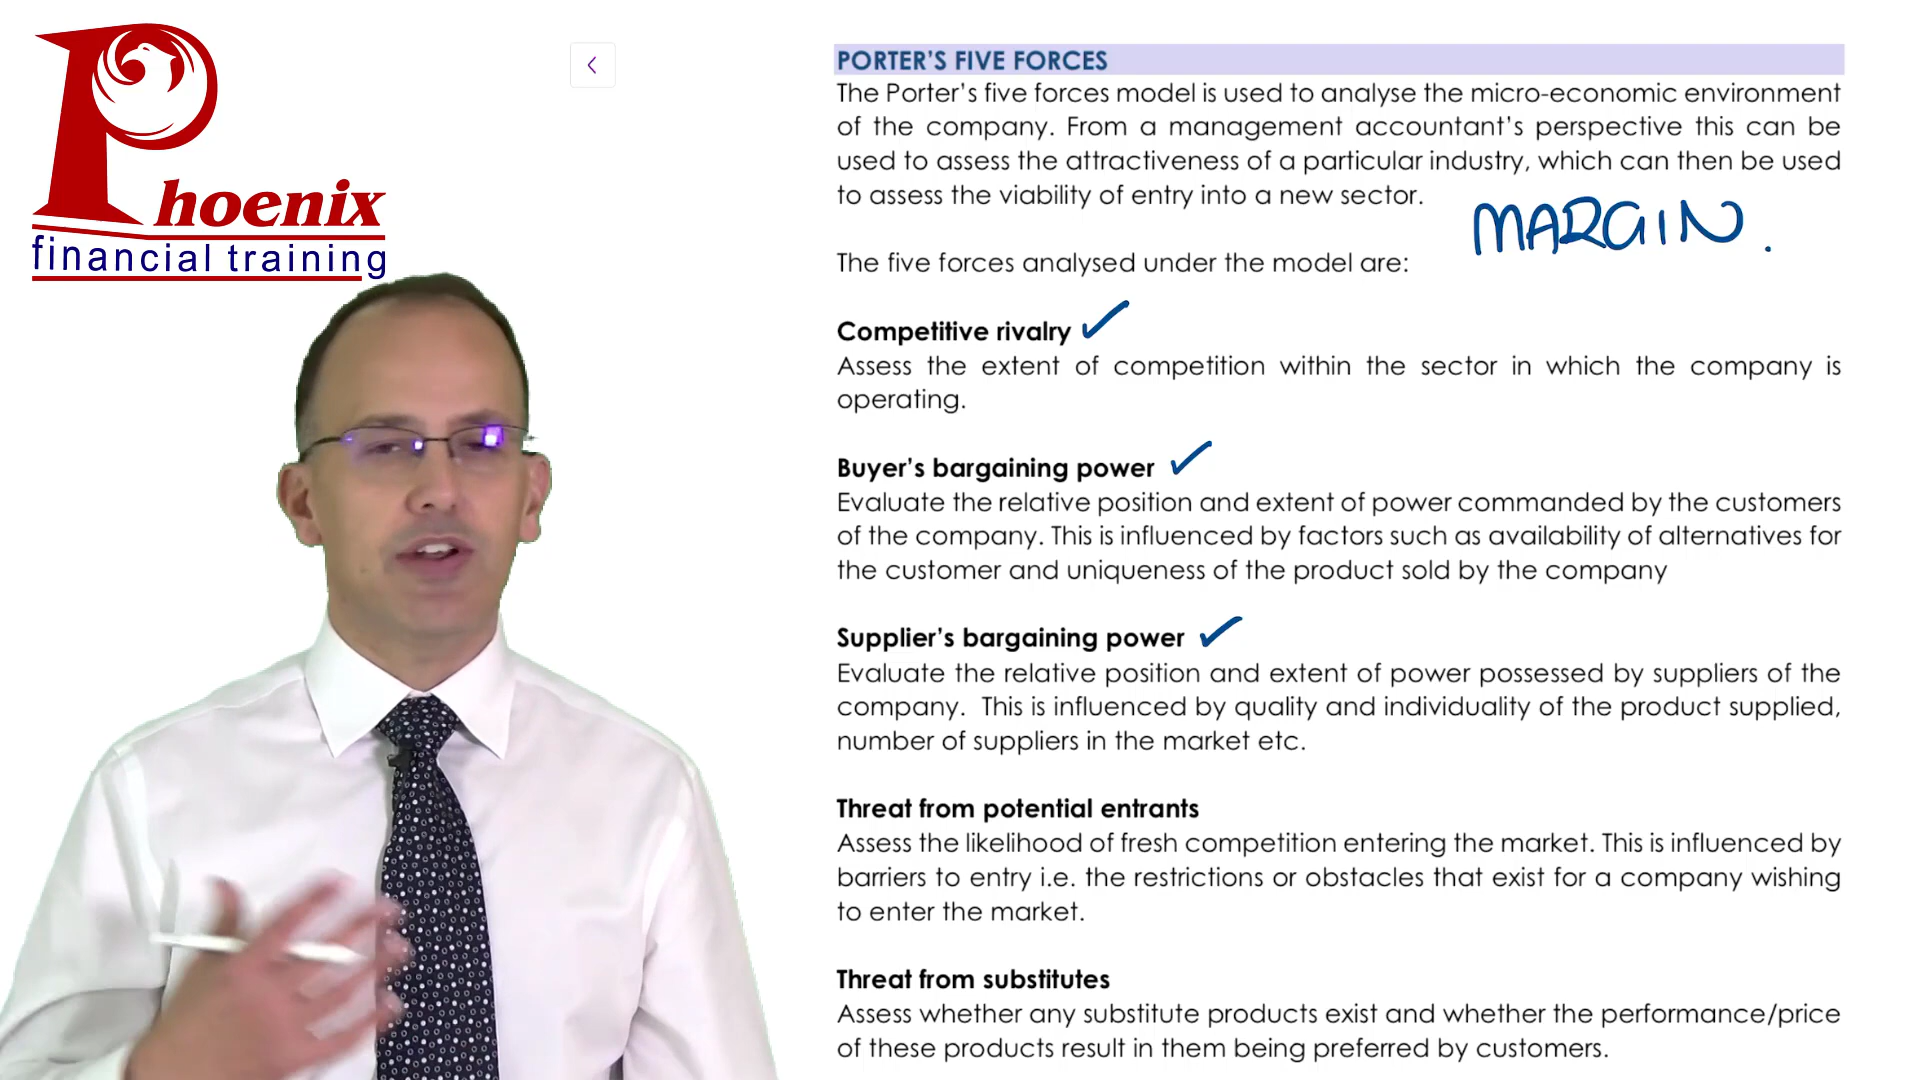 Phoenix
financial training
PORTER’S FIVE FORCES
The Porter’s five forces model is used to analyse the micro-economic environment
of the company. From a management accountant’s perspective this can be
used to assess the attractiveness of a particular industry, which can then be used
to assess the viability of entry into a new sector.
MARGIN.
The five forces analysed under the model are:
Competitive rivalry
Assess the extent of competition within the sector in which the company is
operating.
Buyer’s bargaining power
Evaluate the relative position and extent of power commanded by the customers
of the company. This is influenced by factors such as availability of alternatives for
the customer and uniqueness of the product sold by the company
Supplier’s bargaining power
Evaluate the relative position and extent of power possessed by suppliers of the
company. This is influenced by quality and individuality of the product supplied,
number of suppliers in the market etc.
Threat from potential entrants
Assess the likelihood of fresh competition entering the market. This is influenced by
barriers to entry i.e. the restrictions or obstacles that exist for a company wishing
to enter the market.
Threat from substitutes
Assess whether any substitute products exist and whether the performance/price
of these products result in them being preferred by customers.